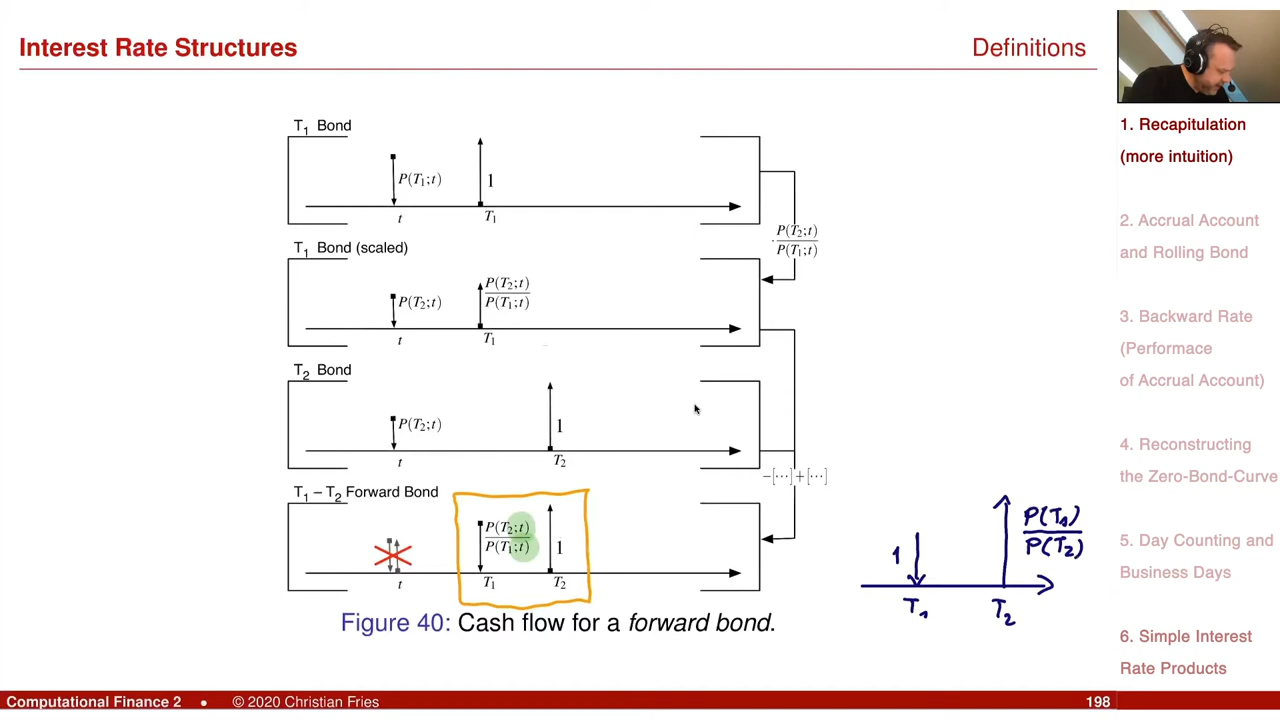 Interest Rate Structures
Definitions
T₁ Bond
P(T₁;t)
1
t
T₁
P(T₂;t)
P(T₁;t)
T₁ Bond (scaled)
P(T₂;t)
P(T₂;t)
P(T₁;t)
t
T₁
T₂ Bond
P(T₂;t)
1
t
T₂
−[⋯]+[⋯]
T₁ − T₂ Forward Bond
P(T₂;t)
P(T₁;t)
1
t
T₁
T₂
1
P(T₁)
P(T₂)
T₁
T₂
Figure 40: Cash flow for a forward bond.
1. Recapitulation
(more intuition)
2. Accrual Account
and Rolling Bond
3. Backward Rate
(Performace
of Accrual Account)
4. Reconstructing
the Zero-Bond-Curve
5. Day Counting and
Business Days
6. Simple Interest
Rate Products
Computational Finance 2 • © 2020 Christian Fries
198